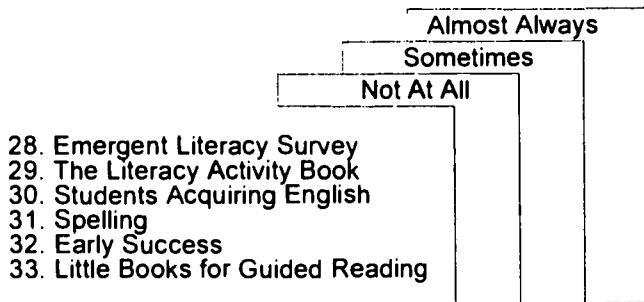 Almost Always
Sometimes
Not At All
28. Emergent Literacy Survey
29. The Literacy Activity Book
30. Students Acquiring English
31. Spelling
32. Early Success
33. Little Books for Guided Reading